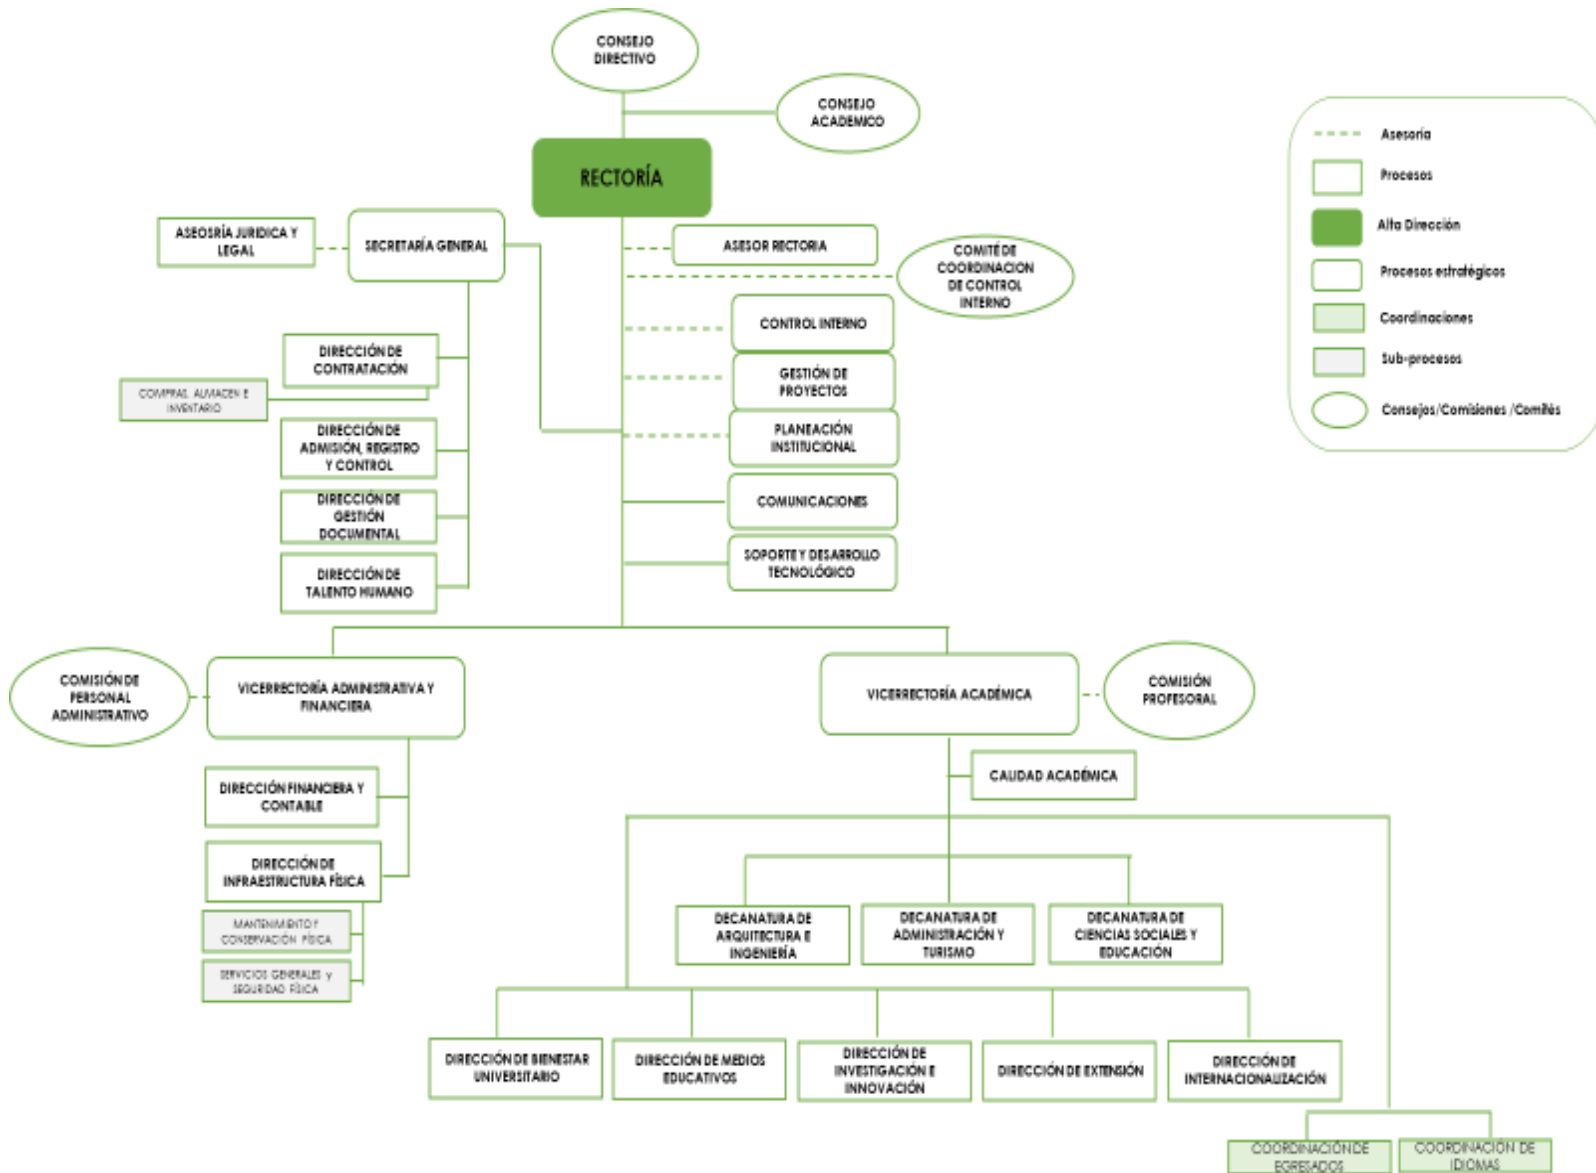 CONSEJO
DIRECTIVO
CONSEJO
ACADEMICO
RECTORÍA
ASEOSRÍA JURIDICA Y
LEGAL
SECRETARÍA GENERAL
ASESOR RECTORIA
COMITÉ DE
COORDINACION
DE CONTROL
INTERNO
CONTROL INTERNO
DIRECCIÓN DE
CONTRATACIÓN
GESTIÓN DE
PROYECTOS
COMPRAS, ALMACEN E
INVENTARIO
PLANEACIÓN
INSTITUCIONAL
DIRECCIÓN DE
ADMISIÓN, REGISTRO
Y CONTROL
COMUNICACIONES
DIRECCIÓN DE
GESTIÓN
DOCUMENTAL
SOPORTE Y DESARROLLO
TECNOLÓGICO
DIRECCIÓN DE
TALENTO HUMANO
Asesoría
Procesos
Alta Dirección
Procesos estratégicos
Coordinaciones
Sub-procesos
Consejos/Comisiones /Comités
COMISIÓN DE
PERSONAL
ADMINISTRATIVO
VICERRECTORÍA ADMINISTRATIVA Y
FINANCIERA
VICERRECTORÍA ACADÉMICA
COMISIÓN
PROFESORAL
DIRECCIÓN FINANCIERA Y
CONTABLE
CALIDAD ACADÉMICA
DIRECCIÓN DE
INFRAESTRUCTURA FÍSICA
MANTENIMIENTO Y
CONSERVACIÓN FÍSICA
SERVICIOS GENERALES y
SEGURIDAD FÍSICA
DECANATURA DE
ARQUITECTURA E
INGENIERÍA
DECANATURA DE
ADMINISTRACIÓN Y
TURISMO
DECANATURA DE
CIENCIAS SOCIALES Y
EDUCACIÓN
DIRECCIÓN DE BIENESTAR
UNIVERSITARIO
DIRECCIÓN DE MEDIOS
EDUCATIVOS
DIRECCIÓN DE
INVESTIGACIÓN E
INNOVACIÓN
DIRECCIÓN DE EXTENSIÓN
DIRECCIÓN DE
INTERNACIONALIZACIÓN
COORDINACIÓN DE
EGRESADOS
COORDINACIÓN DE
IDIOMAS